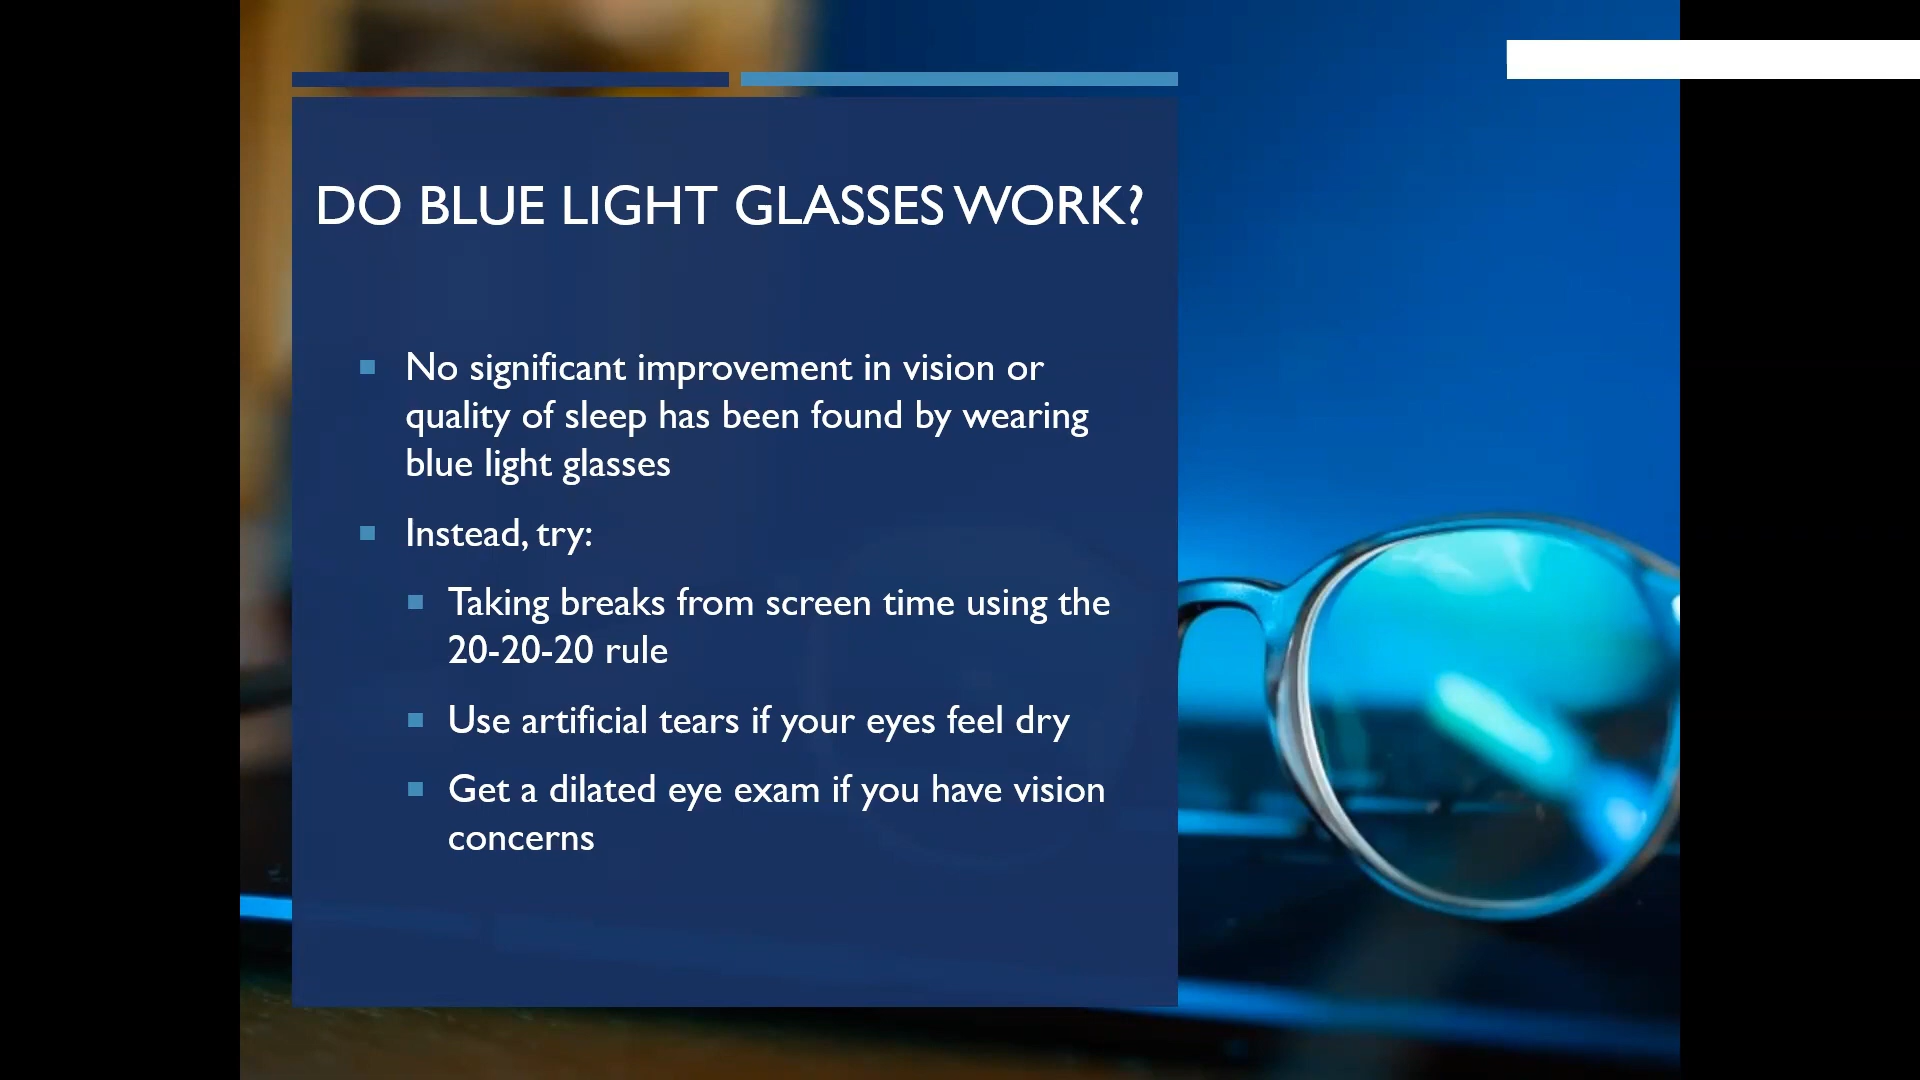 DO BLUE LIGHT GLASSES WORK?
No significant improvement in vision or
quality of sleep has been found by wearing
blue light glasses
Instead, try:
Taking breaks from screen time using the
20-20-20 rule
Use artificial tears if your eyes feel dry
Get a dilated eye exam if you have vision
concerns